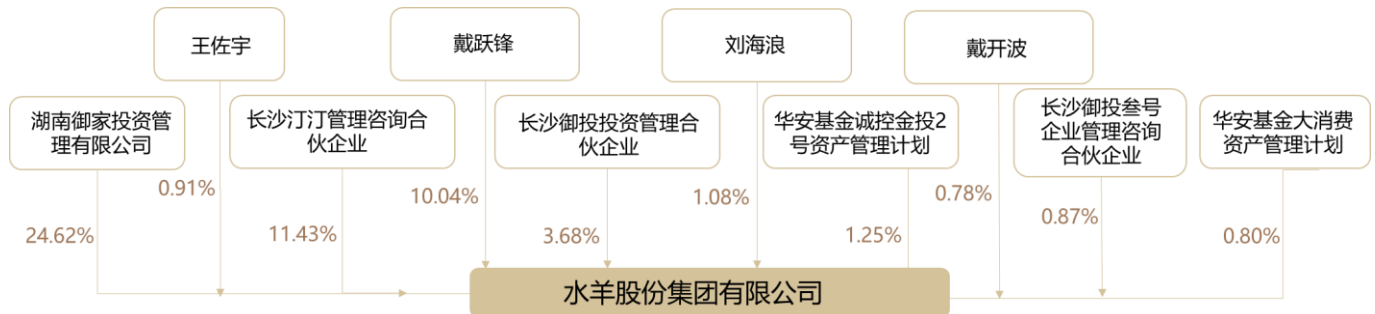 王佐宇
戴跃锋
刘海浪
戴开波
湖南御家投资管
理有限公司
长沙汀汀管理咨询合
伙企业
长沙御投投资管理合
伙企业
华安基金诚控金投2
号资产管理计划
长沙御投叁号
企业管理咨询
合伙企业
华安基金大消费
资产管理计划
0.91%
10.04%
1.08%
0.78%
0.87%
24.62%
11.43%
3.68%
1.25%
0.80%
水羊股份集团有限公司